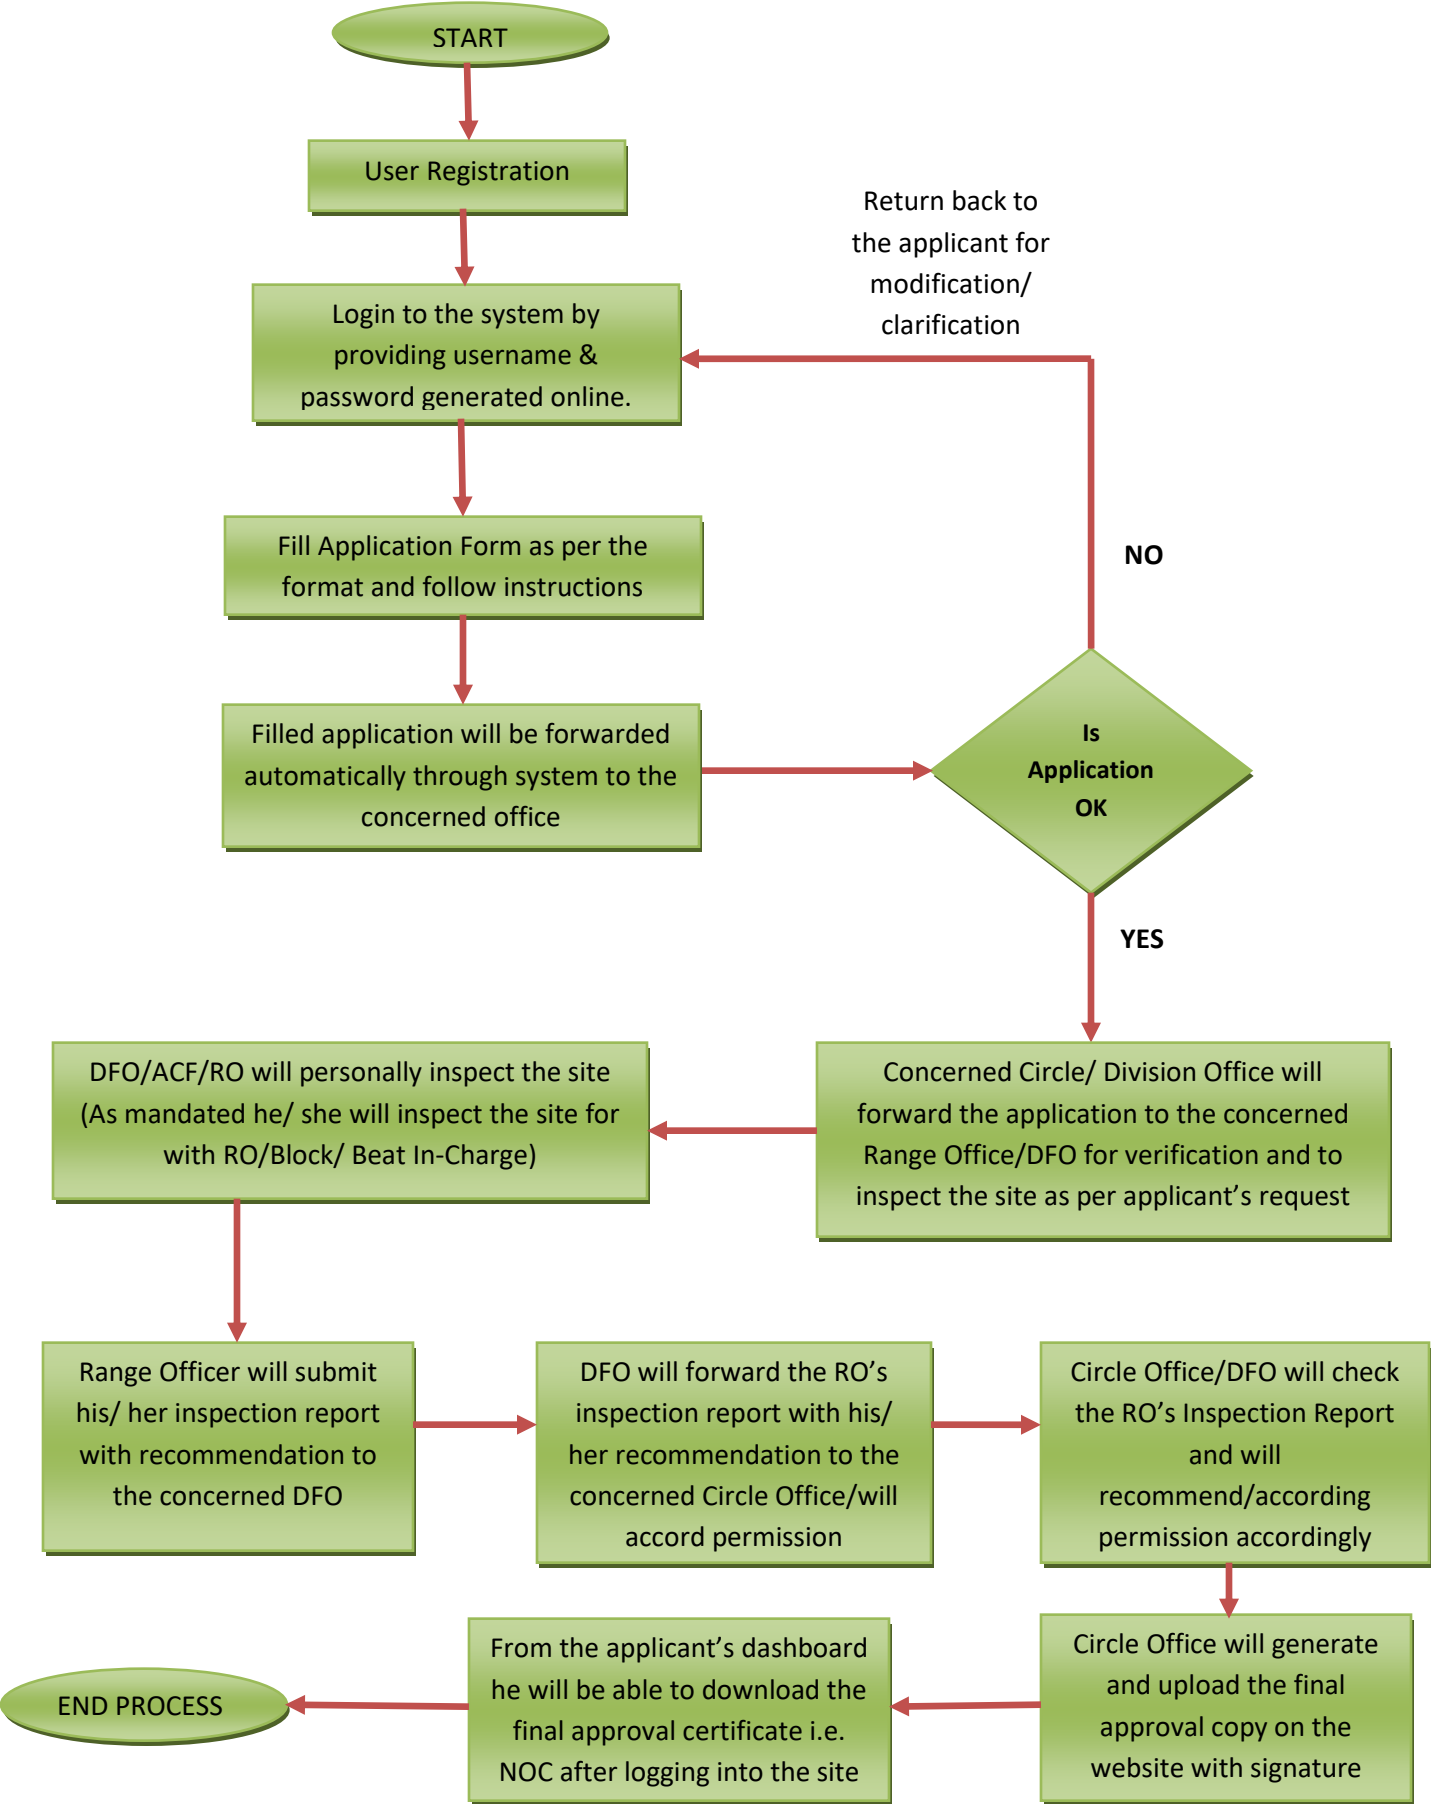 START
User Registration
Return back to
the applicant for
modification/
clarification
Login to the system by
providing username &
password generated online.
Fill Application Form as per the
format and follow instructions
NO
Filled application will be forwarded
automatically through system to the
concerned office
Is
Application
OK
YES
DFO/ACF/RO will personally inspect the site
(As mandated he/ she will inspect the site for
with RO/Block/ Beat In-Charge)
Concerned Circle/ Division Office will
forward the application to the concerned
Range Office/DFO for verification and to
inspect the site as per applicant’s request
Range Officer will submit
his/ her inspection report
with recommendation to
the concerned DFO
DFO will forward the RO’s
inspection report with his/
her recommendation to the
concerned Circle Office/will
accord permission
Circle Office/DFO will check
the RO’s Inspection Report
and will
recommend/according
permission accordingly
Circle Office will generate
and upload the final
approval copy on the
website with signature
From the applicant’s dashboard
he will be able to download the
final approval certificate i.e.
NOC after logging into the site
END PROCESS